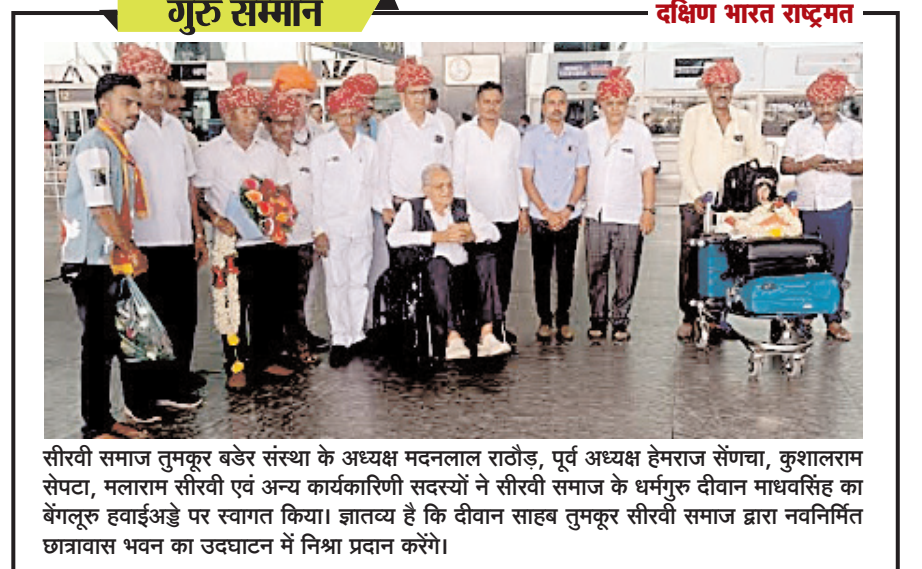 गुरु सम्मान
दक्षिण भारत राष्ट्रमत
सीरवी समाज तुमकूर बडेर संस्था के अध्यक्ष मदनलाल राठौड़, पूर्व अध्यक्ष हेमराज सेंणचा, कुशालराम
सेपटा, मलाराम सीरवी एवं अन्य कार्यकारिणी सदस्यों ने सीरवी समाज के धर्मगुरु दीवान माधवसिंह का
बेंगलूरु हवाईअड्डे पर स्वागत किया। ज्ञातव्य है कि दीवान साहब तुमकूर सीरवी समाज द्वारा नवनिर्मित
छात्रावास भवन का उदघाटन में निश्रा प्रदान करेंगे।